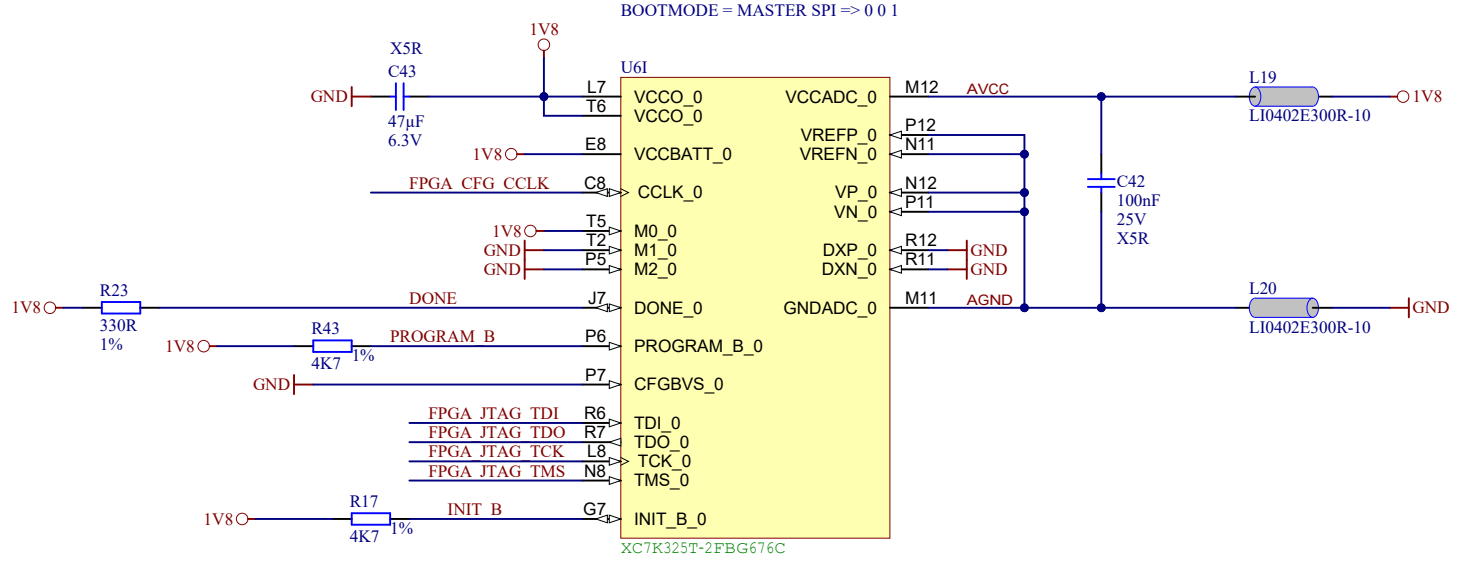 BOOTMODE = MASTER SPI => 0 0 1
1V8
X5R
C43
GND
47µF
6.3V
U6I
L7 VCCO_0
T6 VCCO_0
1V8 E8 VCCBATT_0
FPGA_CFG_CCLK C8 CCLK_0
1V8 T5 M0_0
GND T2 M1_0
GND P5 M2_0
R23
1V8 DONE J7 DONE_0
330R
1%
R43
1V8 PROGRAM_B P6 PROGRAM_B_0
4K7 1%
GND P7 CFGBVS_0
FPGA_JTAG_TDI R6 TDI_0
FPGA_JTAG_TDO R7 TDO_0
FPGA_JTAG_TCK L8 TCK_0
FPGA_JTAG_TMS N8 TMS_0
R17
1V8 INIT_B G7 INIT_B_0
4K7 1%
XC7K325T-2FBG676C
VCCADC_0 M12 AVCC
VREFP_0 P12
VREFN_0 N11
VP_0 N12
VN_0 P11
DXP_0 R12 GND
DXN_0 R11 GND
GNDADC_0 M11 AGND
C42
100nF
25V
X5R
L19
1V8
LI0402E300R-10
L20
GND
LI0402E300R-10